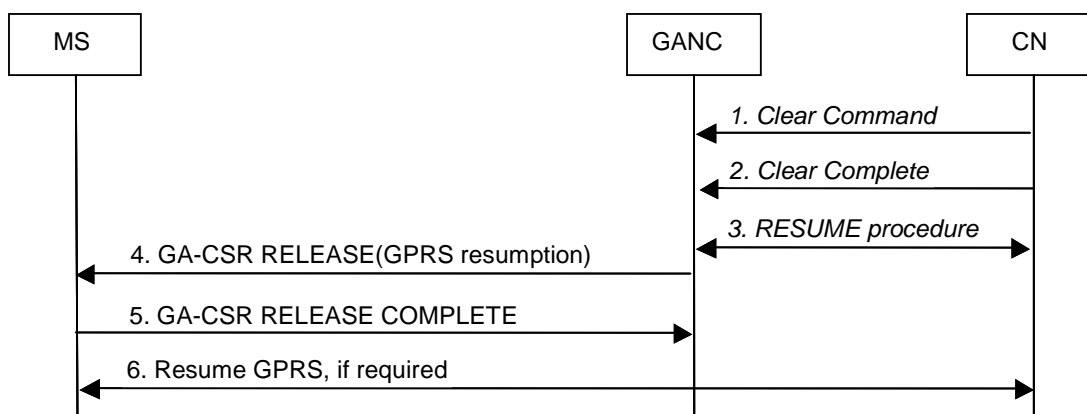 MS
GANC
CN
1. Clear Command
2. Clear Complete
3. RESUME procedure
4. GA-CSR RELEASE(GPRS resumption)
5. GA-CSR RELEASE COMPLETE
6. Resume GPRS, if required